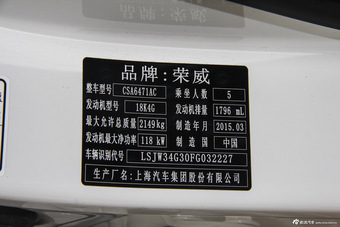 品牌:荣威
整车型号 CSA6471AC 乘坐人数 5
发动机型号 18K4G 发动机排量 1796 mL
最大允许总质量 2149kg 制造年月 2015.03
发动机最大净功率 118 kW 制造国 中国
车辆识别代号 LSJW34G30FG032227
生产厂名:上海汽车集团股份有限公司